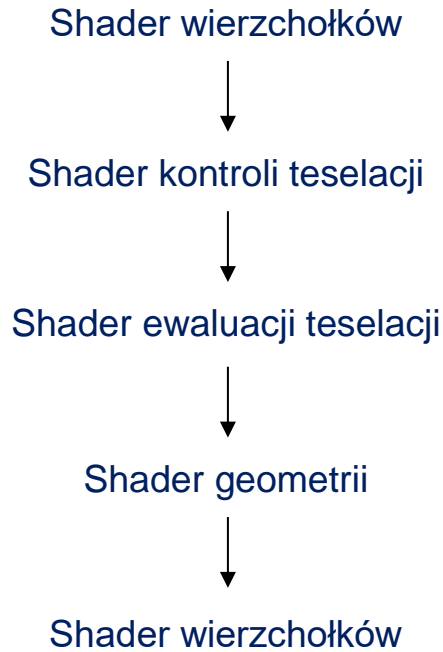 Shader wierzchołków
Shader kontroli teselacji
Shader ewaluacji teselacji
Shader geometrii
Shader wierzchołków